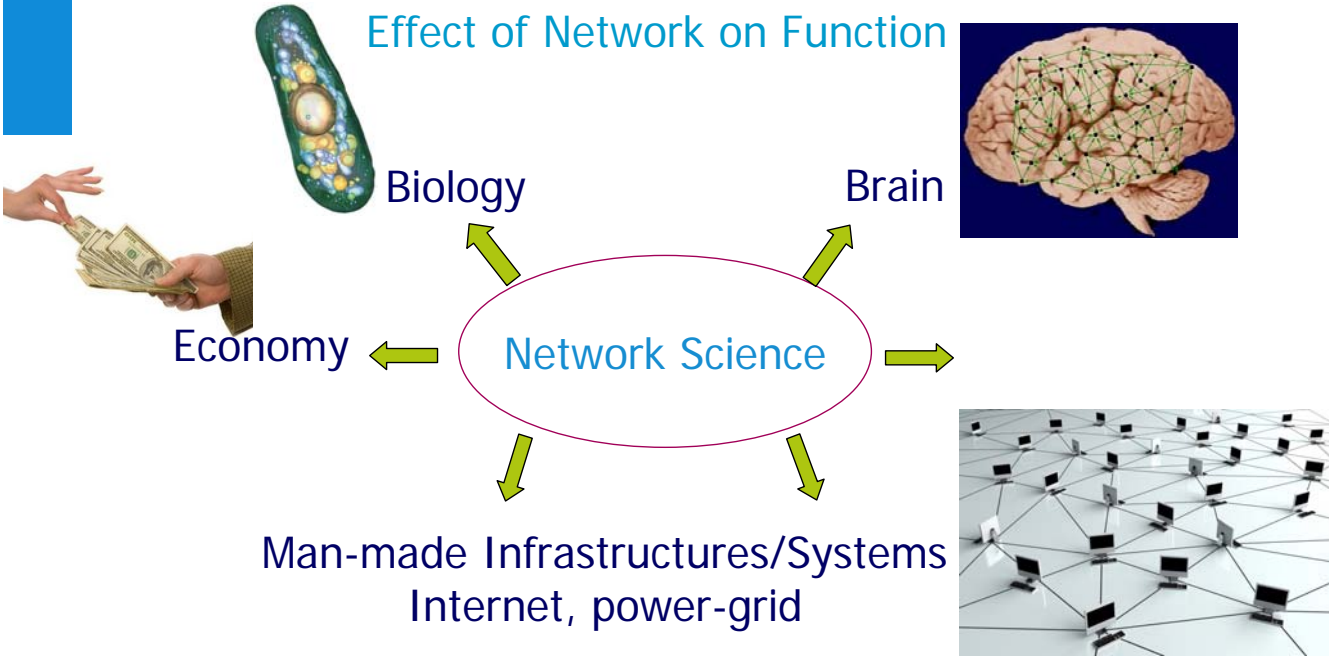 Effect of Network on Function
Biology
Brain
Economy
Network Science
Man-made Infrastructures/Systems
Internet, power-grid